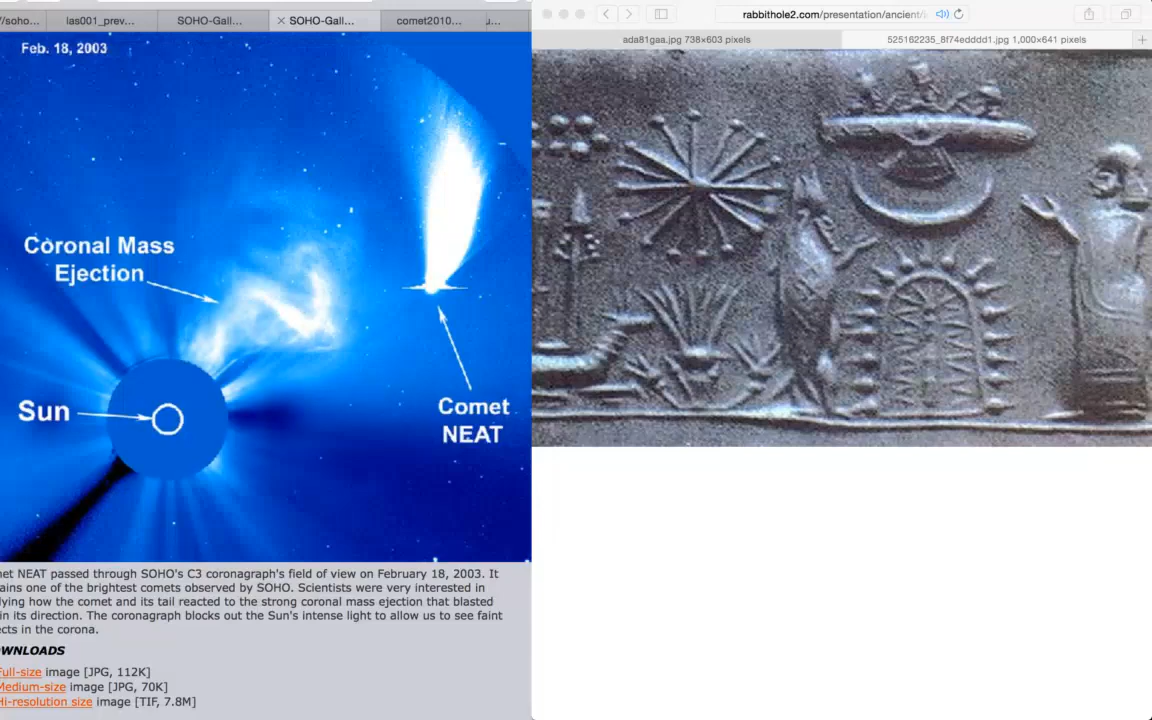 //soho...
las001_prev...
SOHO-Gall...
SOHO-Gall...
comet2010...
u...
rabbithole2.com/presentation/ancient/
ada81gaa.jpg 738×603 pixels
525162235_8f74edddd1.jpg 1,000×641 pixels
Feb. 18, 2003
Coronal Mass
Ejection
Sun
Comet
NEAT
et NEAT passed through SOHO's C3 coronagraph's field of view on February 18, 2003. It
ains one of the brightest comets observed by SOHO. Scientists were very interested in
ying how the comet and its tail reacted to the strong coronal mass ejection that blasted
in its direction. The coronagraph blocks out the Sun's intense light to allow us to see faint
ects in the corona.
WNLOADS
Full-size image [JPG, 112K]
Medium-size image [JPG, 70K]
Hi-resolution size image [TIF, 7.8M]